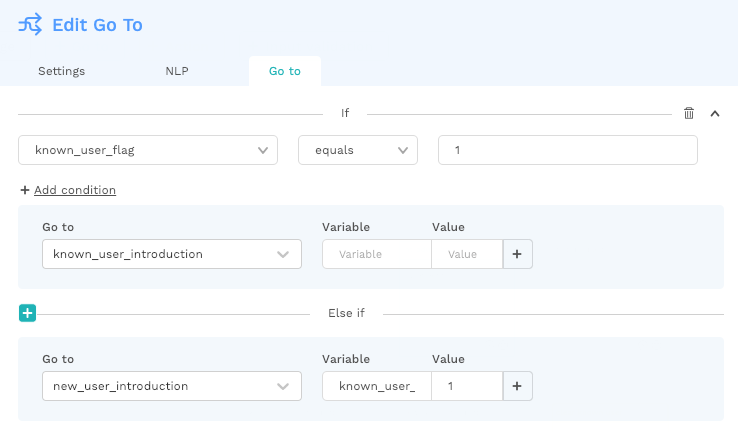 Edit Go To
Settings NLP Go to
If
known_user_flag equals 1
+ Add condition
Go to Variable Value
known_user_introduction Variable Value +
+ Else if
Go to Variable Value
new_user_introduction known_user_ 1 +